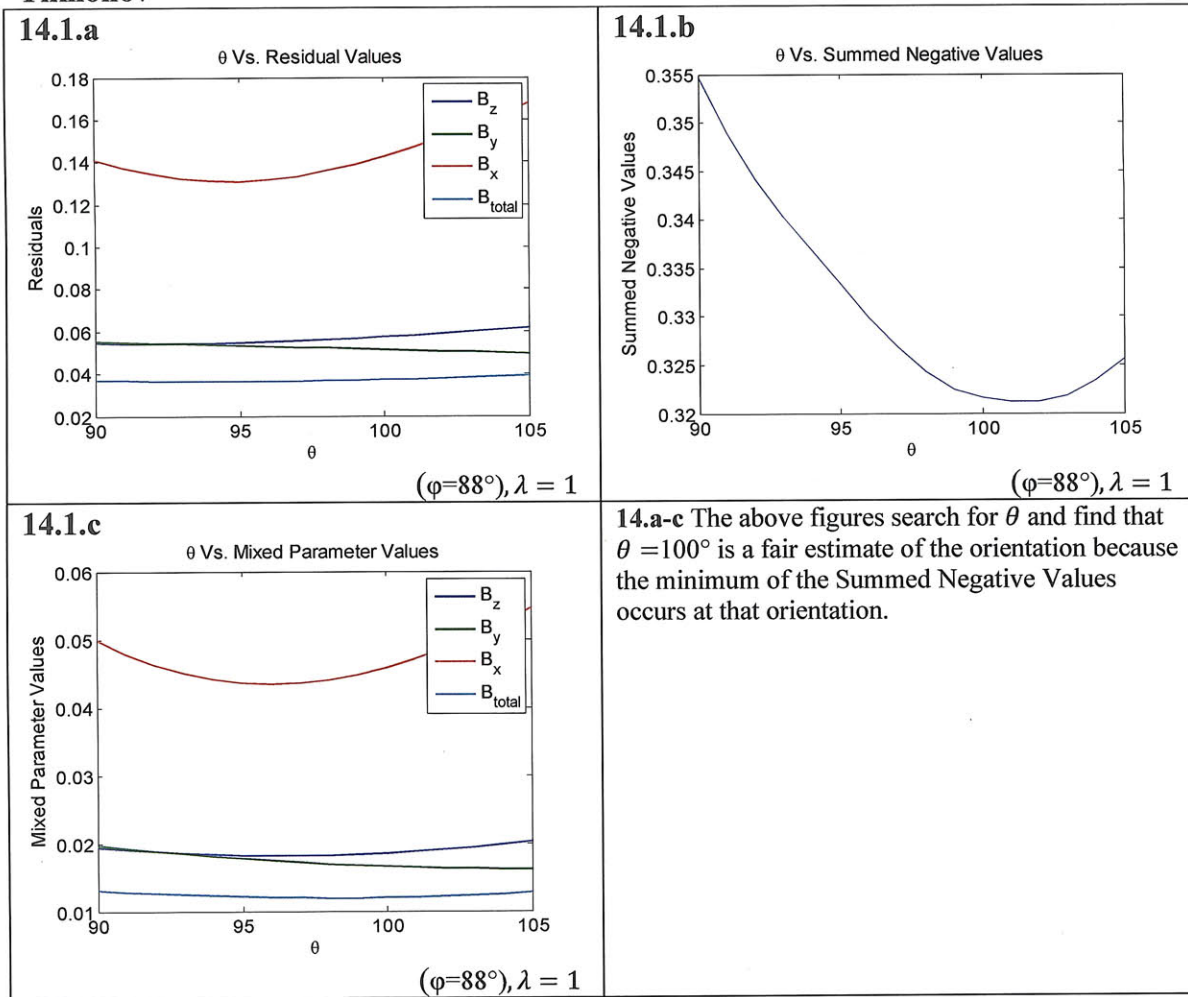 14.1.a
θ Vs. Residual Values
0.18
0.16
0.14
0.12
0.1
0.08
0.06
0.04
0.02
Residuals
90
95
100
105
θ
B_z
B_y
B_x
B_total
(φ=88°), λ = 1
14.1.b
θ Vs. Summed Negative Values
0.355
0.35
0.345
0.34
0.335
0.33
0.325
0.32
Summed Negative Values
90
95
100
105
θ
(φ=88°), λ = 1
14.1.c
θ Vs. Mixed Parameter Values
0.06
0.05
0.04
0.03
0.02
0.01
Mixed Parameter Values
90
95
100
105
θ
B_z
B_y
B_x
B_total
(φ=88°), λ = 1
14.a-c The above figures search for θ and find that
θ =100° is a fair estimate of the orientation because
the minimum of the Summed Negative Values
occurs at that orientation.